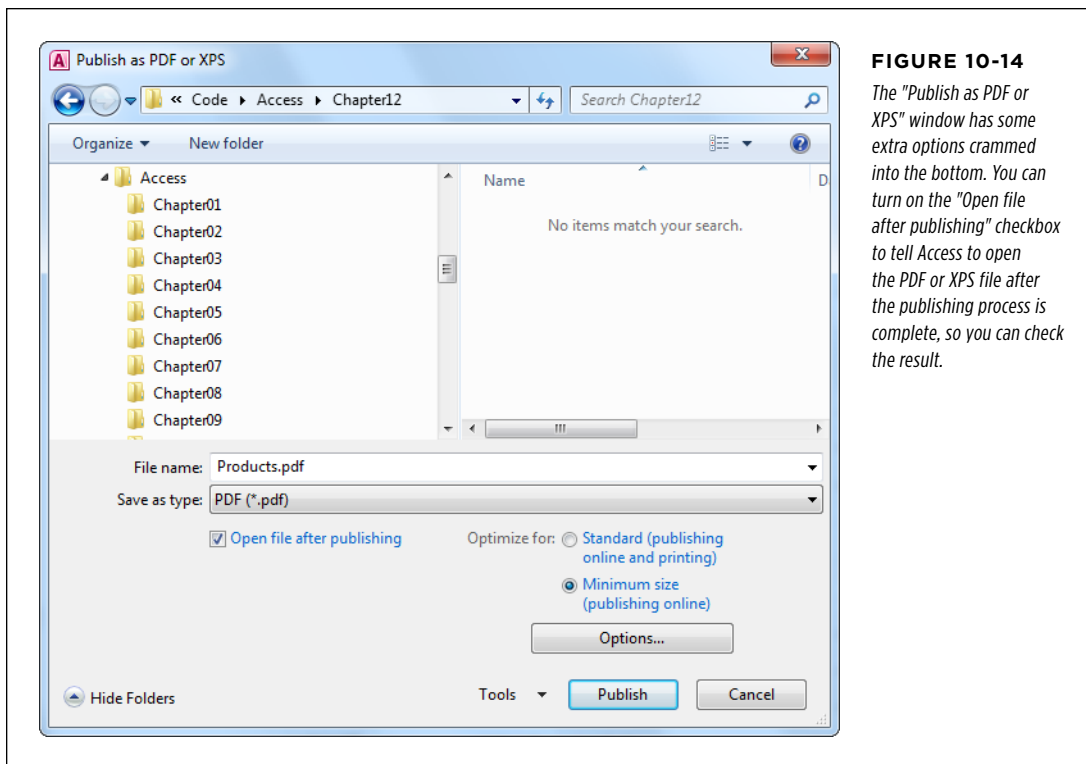 Publish as PDF or XPS
« Code Access Chapter12
Search Chapter12
Organize New folder
Access
Chapter01
Chapter02
Chapter03
Chapter04
Chapter05
Chapter06
Chapter07
Chapter08
Chapter09
Name
D
No items match your search.
File name: Products.pdf
Save as type: PDF (*.pdf)
Open file after publishing
Optimize for: Standard (publishing
online and printing)
Minimum size
(publishing online)
Options...
Hide Folders
Tools Publish Cancel
FIGURE 10-14
The "Publish as PDF or
XPS" window has some
extra options crammed
into the bottom. You can
turn on the "Open file
after publishing" checkbox
to tell Access to open
the PDF or XPS file after
the publishing process is
complete, so you can check
the result.